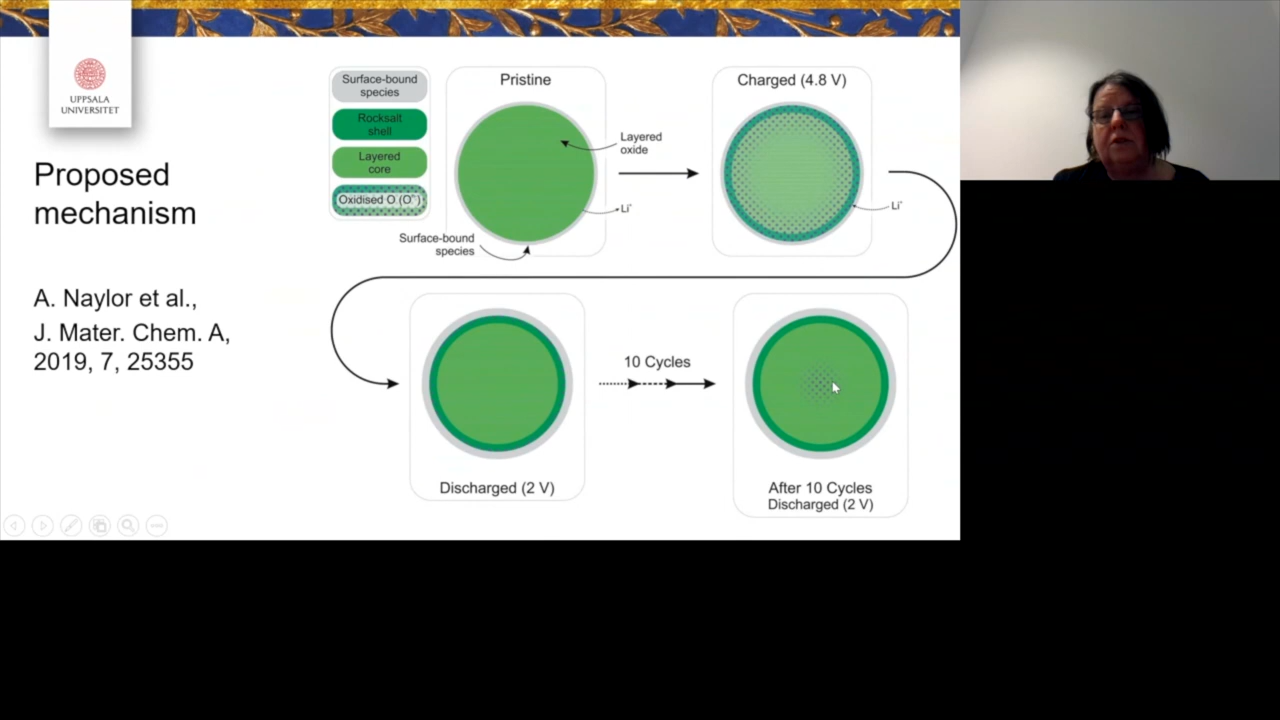 UPPSALA
UNIVERSITET
Proposed
mechanism
A. Naylor et al.,
J. Mater. Chem. A,
2019, 7, 25355
Surface-bound
species
Rocksalt
shell
Layered
core
Oxidised O (Oⁿ⁻)
Pristine
Layered
oxide
Li⁺
Surface-bound
species
Charged (4.8 V)
Li⁺
Discharged (2 V)
10 Cycles
After 10 Cycles
Discharged (2 V)